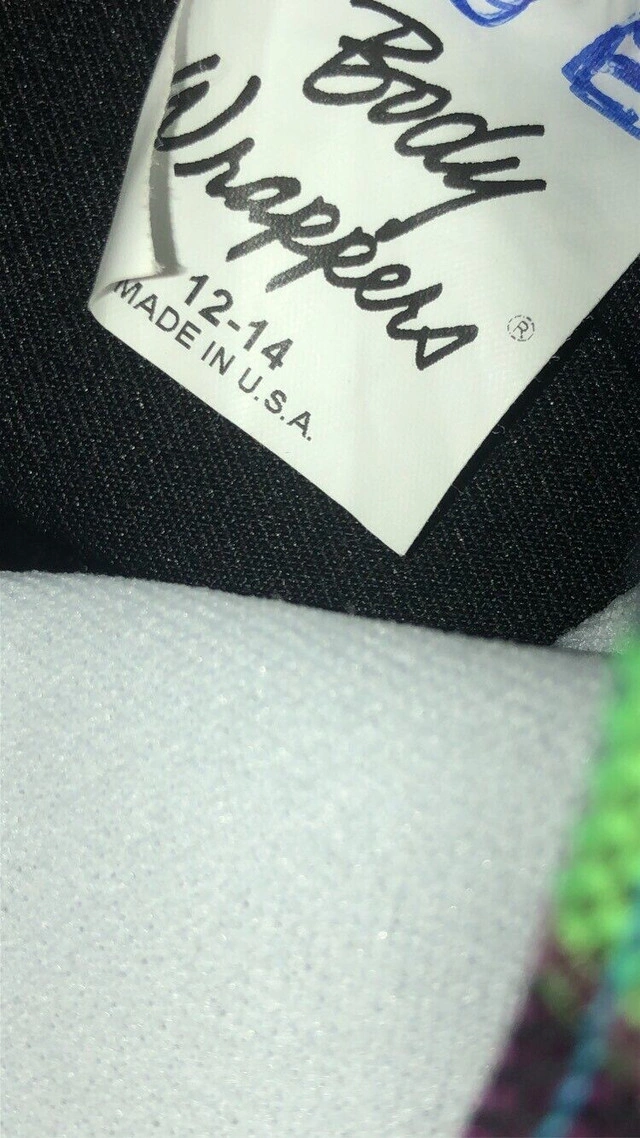 Body
Wrappers ®
12-14
MADE IN U.S.A.